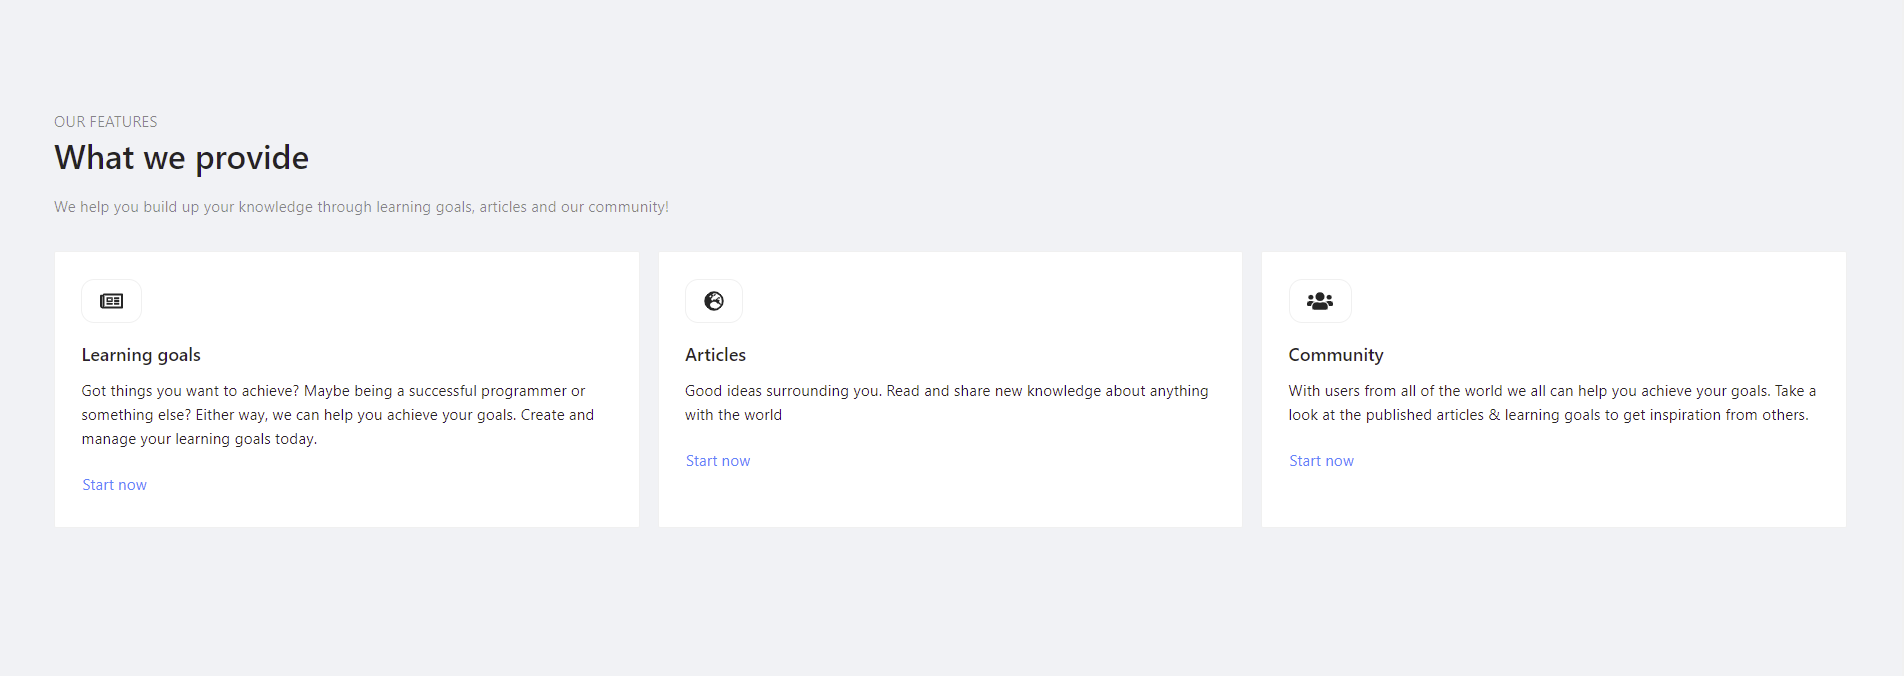 OUR FEATURES
What we provide
We help you build up your knowledge through learning goals, articles and our community!
Learning goals
Got things you want to achieve? Maybe being a successful programmer or
something else? Either way, we can help you achieve your goals. Create and
manage your learning goals today.
Start now
Articles
Good ideas surrounding you. Read and share new knowledge about anything
with the world
Start now
Community
With users from all of the world we all can help you achieve your goals. Take a
look at the published articles & learning goals to get inspiration from others.
Start now